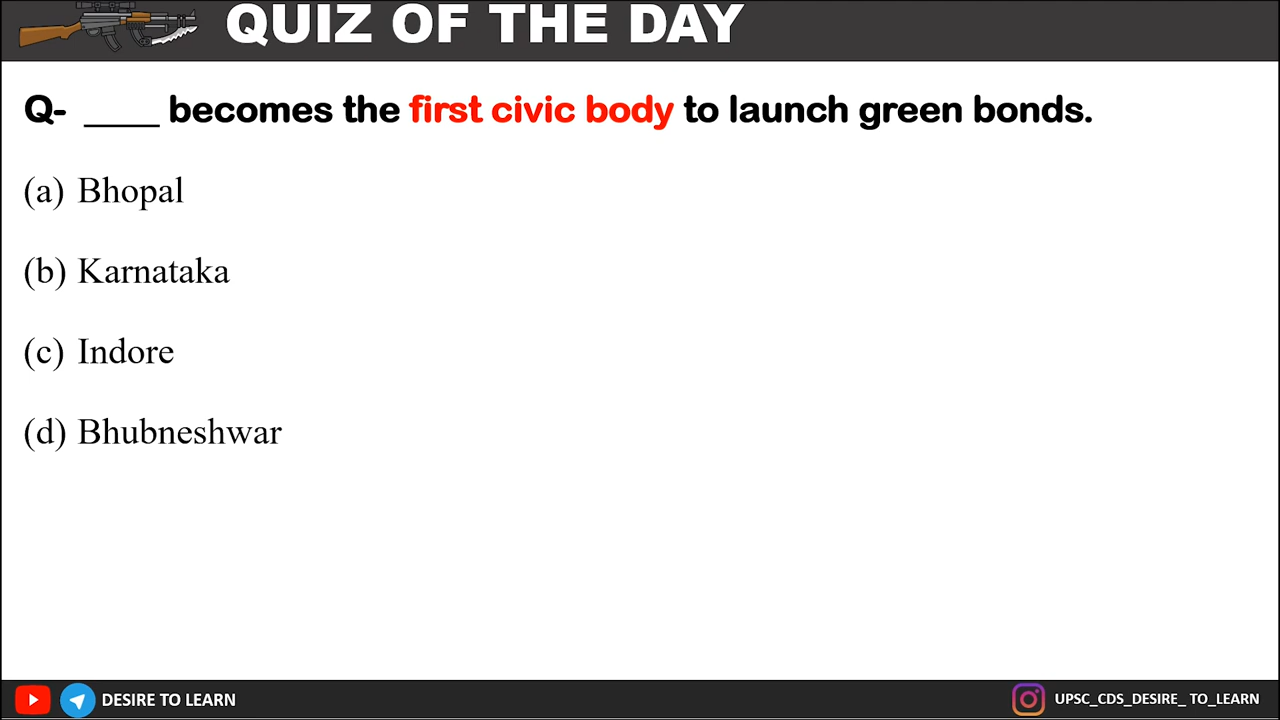 QUIZ OF THE DAY
Q- ____ becomes the first civic body to launch green bonds.
(a) Bhopal
(b) Karnataka
(c) Indore
(d) Bhubneshwar
DESIRE TO LEARN
UPSC_CDS_DESIRE_ TO_LEARN